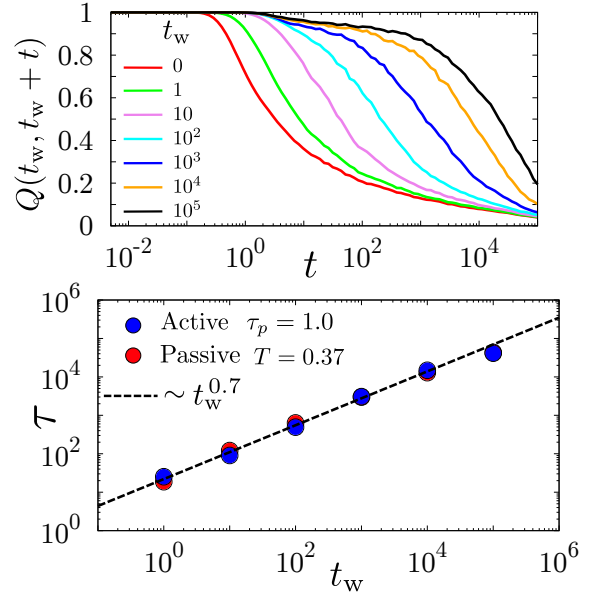 1
0.8
0.6
0.4
0.2
0
Q(t_w, t_w + t)
t_w
0
1
10
10^2
10^3
10^4
10^5
10^-2 10^0 10^2 10^4
t
10^6
10^4
10^2
10^0
τ
Active τ_p = 1.0
Passive T = 0.37
∼ t_w^0.7
10^0 10^2 10^4 10^6
t_w